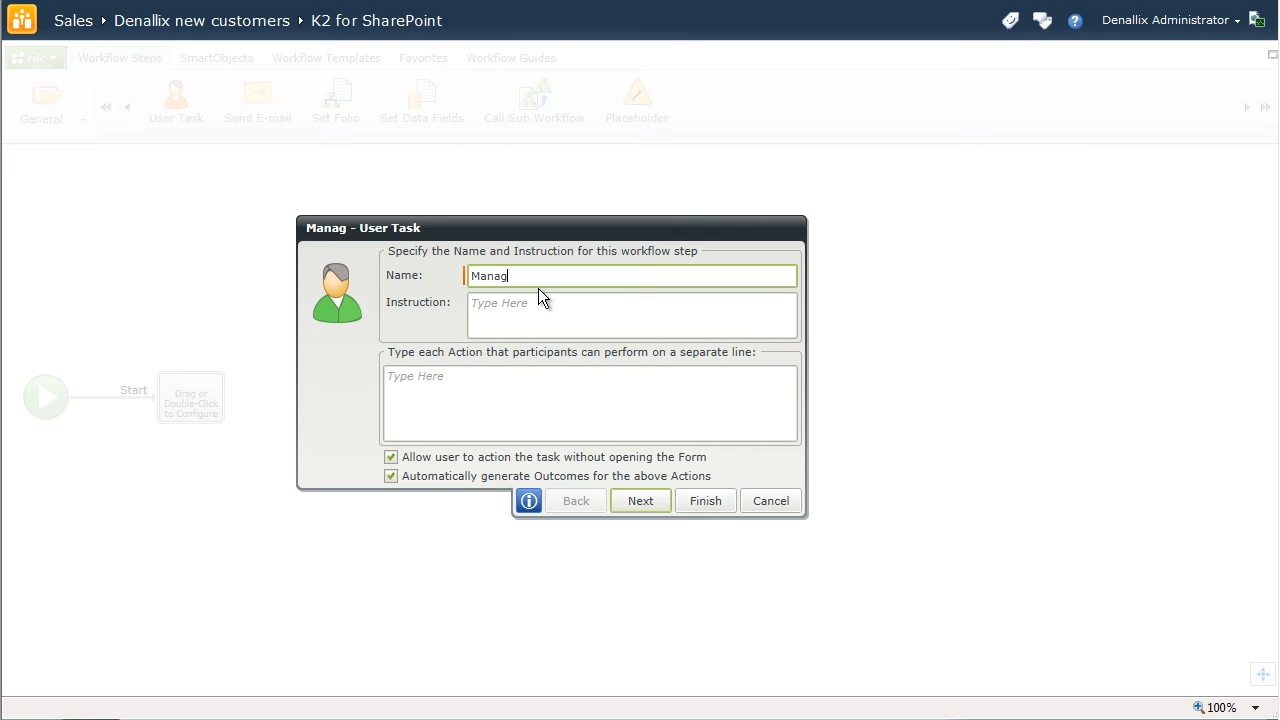 Sales › Denallix new customers › K2 for SharePoint
Denallix Administrator
File
Workflow Steps
SmartObjects
Workflow Templates
Favorites
Workflow Guides
General
User Task
Send E-mail
Set Folio
Set Data Fields
Call Sub Workflow
Placeholder
Manag - User Task
Specify the Name and Instruction for this workflow step
Name:
Manag
Instruction:
Type Here
Type each Action that participants can perform on a separate line:
Type Here
Start
Drag or
Double-Click
to Configure
Allow user to action the task without opening the Form
Automatically generate Outcomes for the above Actions
Back
Next
Finish
Cancel
100%